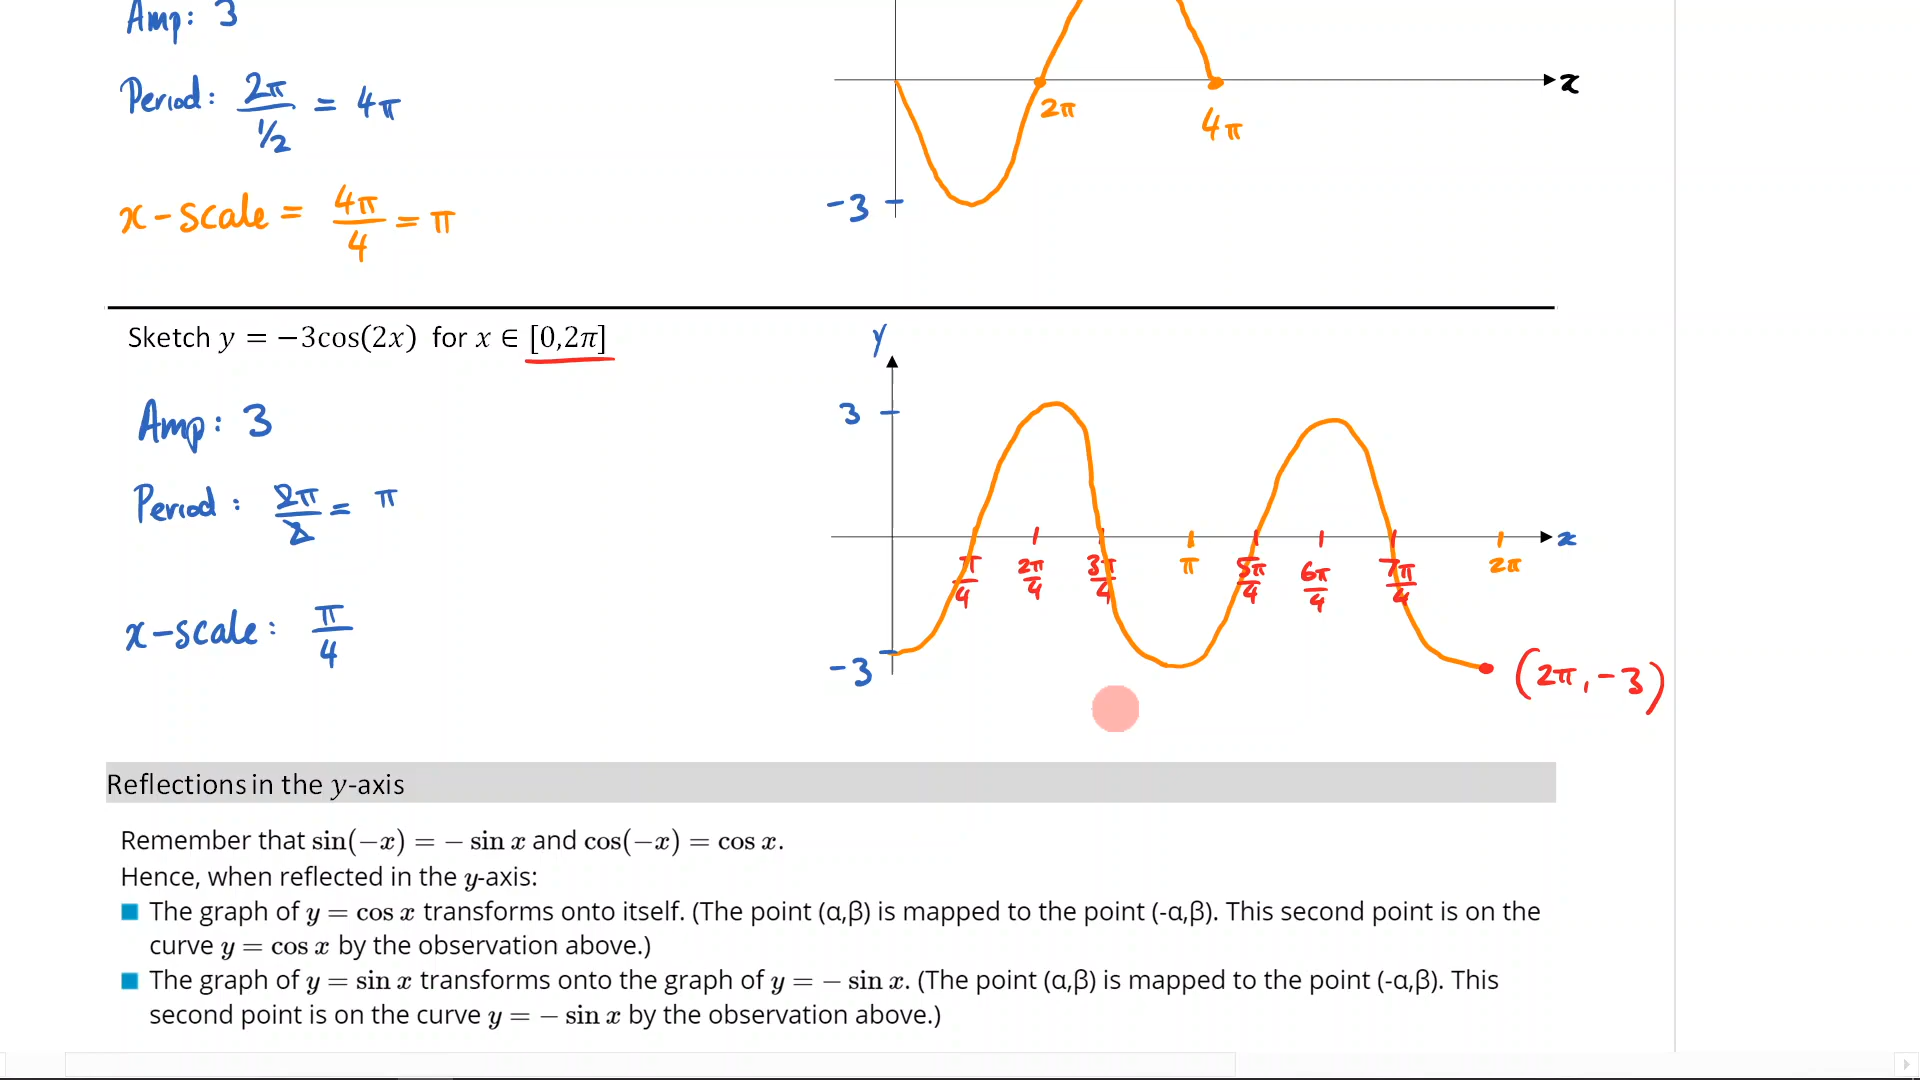 Amp: 3
Period: 2π/½ = 4π
x-scale = 4π/4 = π
x
2π
4π
-3
Sketch y = −3cos(2x) for x ∈ [0,2π]
Amp: 3
Period: 2π/2 = π
x-scale: π/4
y
3
x
π/4 2π/4 3π/4 π 5π/4 6π/4 7π/4 2π
-3
(2π, -3)
Reflections in the y-axis
Remember that sin(−x) = − sin x and cos(−x) = cos x.
Hence, when reflected in the y-axis:
The graph of y = cos x transforms onto itself. (The point (α,β) is mapped to the point (-α,β). This second point is on the
curve y = cos x by the observation above.)
The graph of y = sin x transforms onto the graph of y = − sin x. (The point (α,β) is mapped to the point (-α,β). This
second point is on the curve y = − sin x by the observation above.)